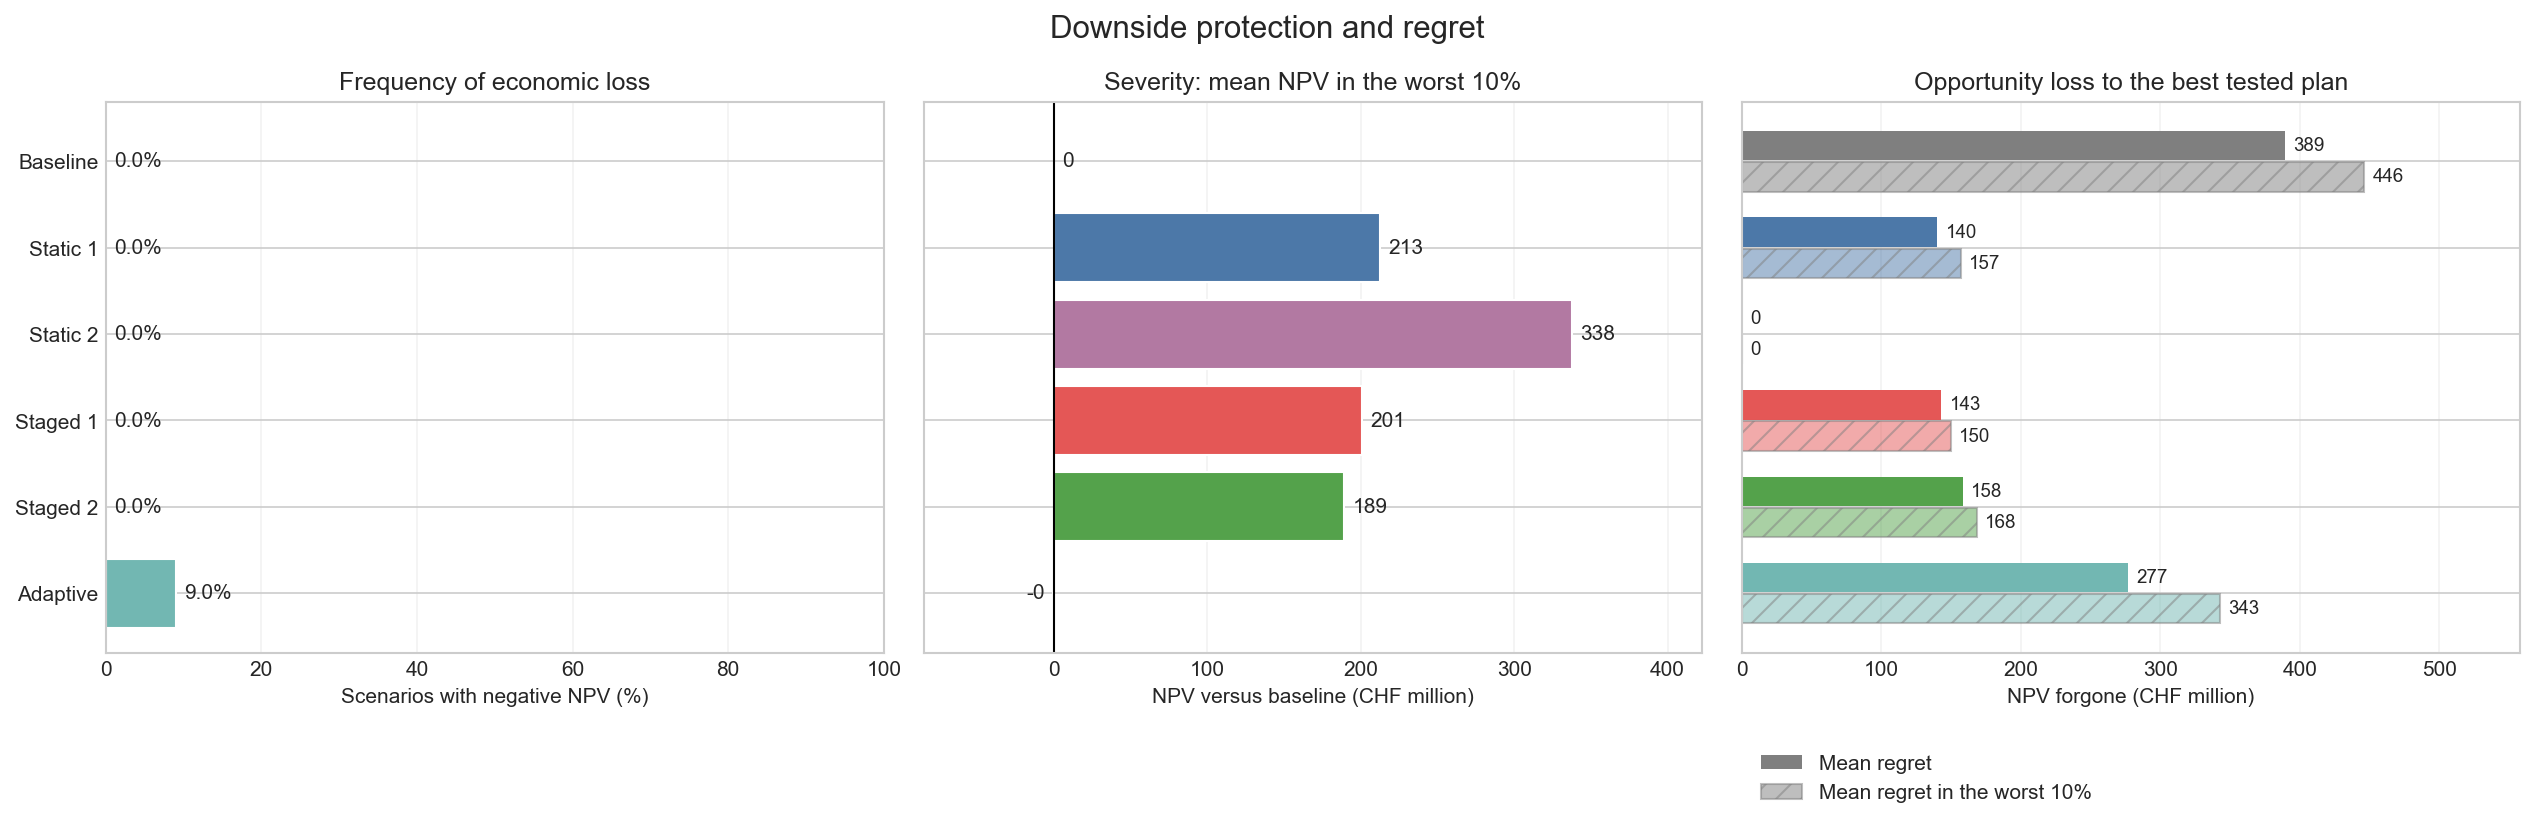 Downside protection and regret
Frequency of economic loss
Baseline 0.0%
Static 1 0.0%
Static 2 0.0%
Staged 1 0.0%
Staged 2 0.0%
Adaptive 9.0%
0 20 40 60 80 100
Scenarios with negative NPV (%)
Severity: mean NPV in the worst 10%
0
213
338
201
189
-0
0 100 200 300 400
NPV versus baseline (CHF million)
Opportunity loss to the best tested plan
389
446
140
157
0
0
143
150
158
168
277
343
0 100 200 300 400 500
NPV forgone (CHF million)
Mean regret
Mean regret in the worst 10%